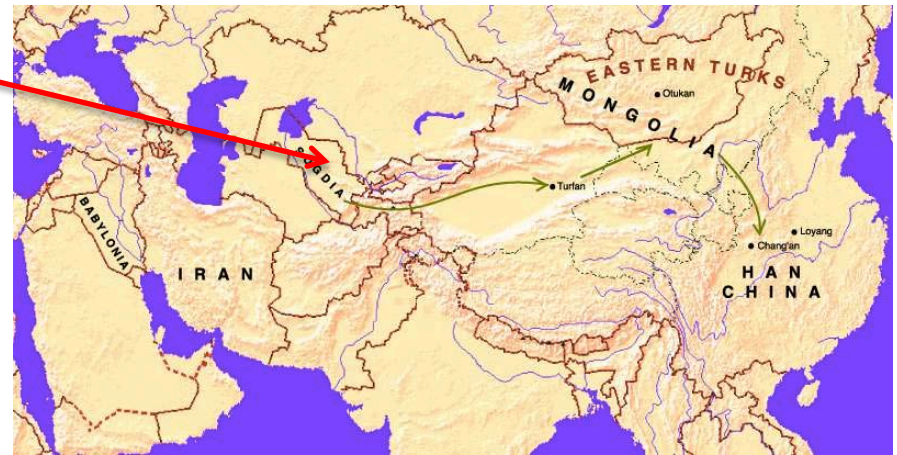 EASTERN TURKS
MONGOLIA
Otukan
SOGDIA
Turfan
BABYLONIA
IRAN
Loyang
Chang'an
HAN
CHINA